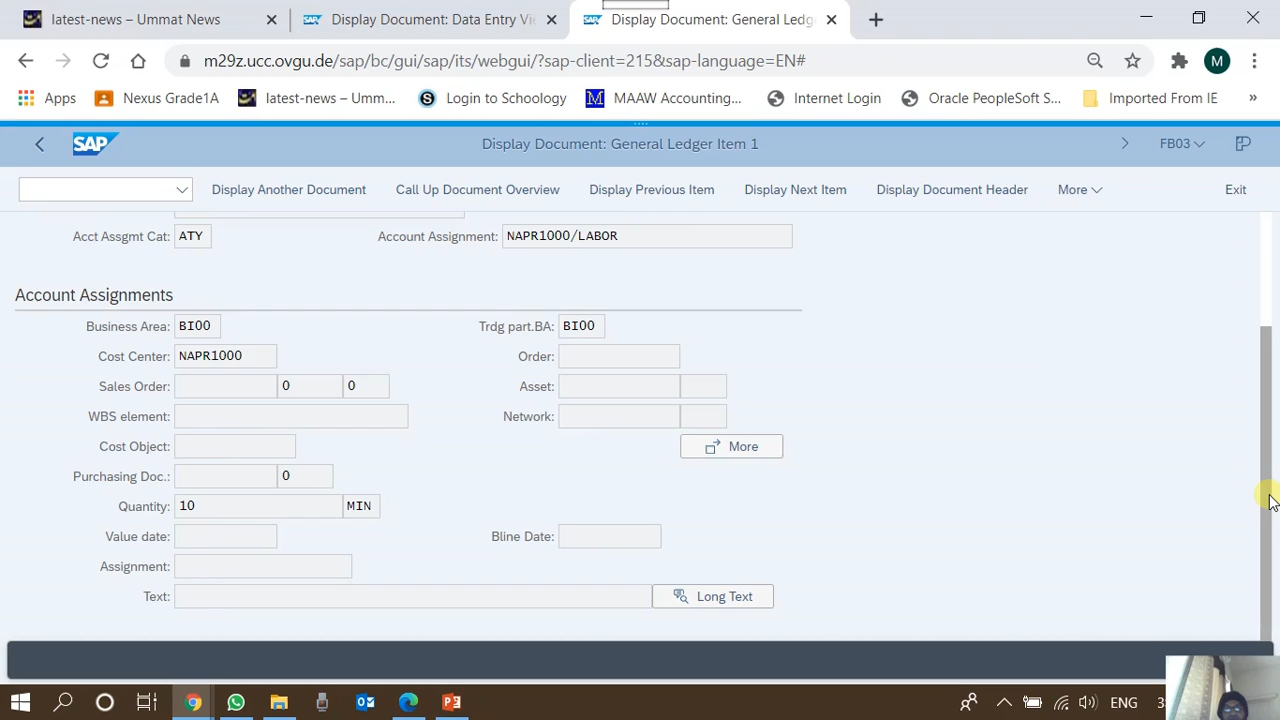 latest-news – Ummat News
SAP Display Document: Data Entry Vie
SAP Display Document: General Ledge
m29z.ucc.ovgu.de/sap/bc/gui/sap/its/webgui/?sap-client=215&sap-language=EN#
M
Apps Nexus Grade1A latest-news – Umm... Login to Schoology MAAW Accounting... Internet Login Oracle PeopleSoft S... Imported From IE »
SAP Display Document: General Ledger Item 1 FB03
Display Another Document Call Up Document Overview Display Previous Item Display Next Item Display Document Header More Exit
Acct Assgmt Cat: ATY Account Assignment: NAPR1000/LABOR
Account Assignments
Business Area: BI00 Trdg part.BA: BI00
Cost Center: NAPR1000 Order:
Sales Order: 0 0 Asset:
WBS element: Network:
Cost Object: More
Purchasing Doc.: 0
Quantity: 10 MIN
Value date: Bline Date:
Assignment:
Text: Long Text
ENG